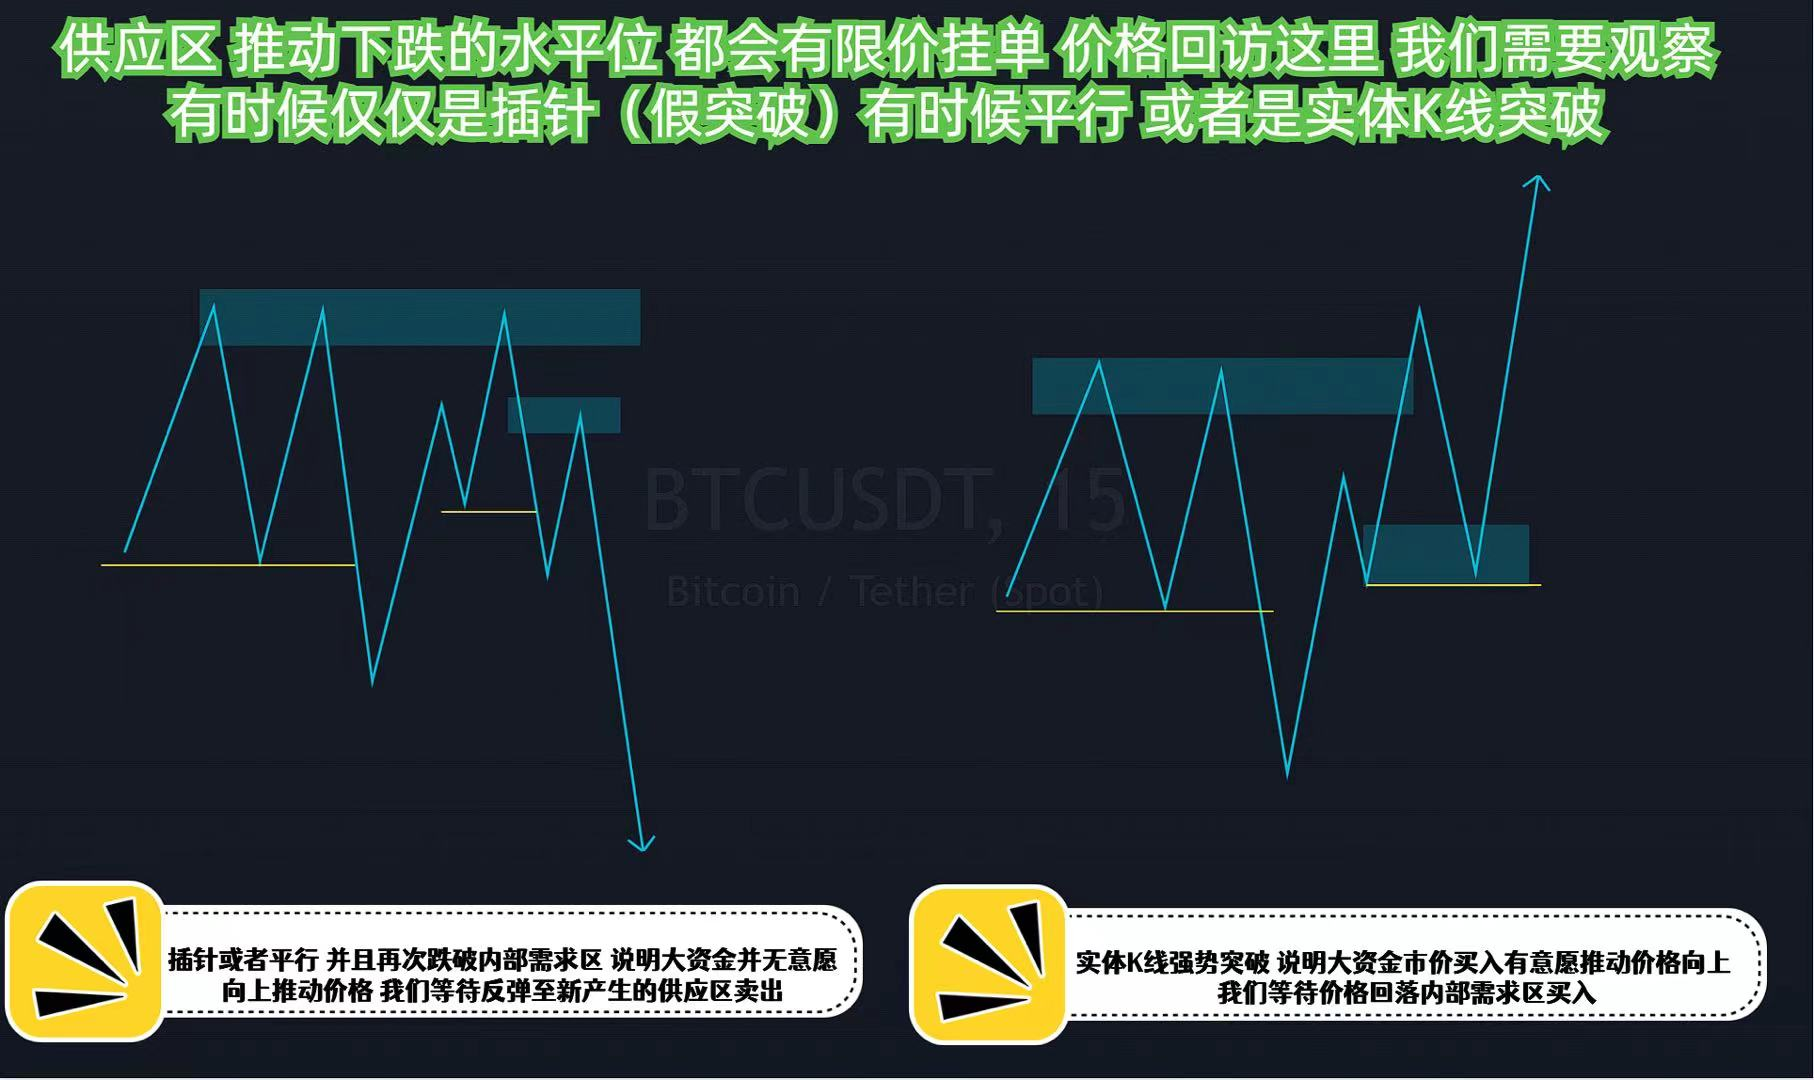 供应区 推动下跌的水平位 都会有限价挂单 价格回访这里 我们需要观察
有时候仅仅是插针（假突破）有时候平行 或者是实体K线突破
BTCUSDT, 15
Bitcoin / Tether (Spot)
插针或者平行 并且再次跌破内部需求区 说明大资金并无意愿
向上推动价格 我们等待反弹至新产生的供应区卖出
实体K线强势突破 说明大资金市价买入有意愿推动价格向上
我们等待价格回落内部需求区买入